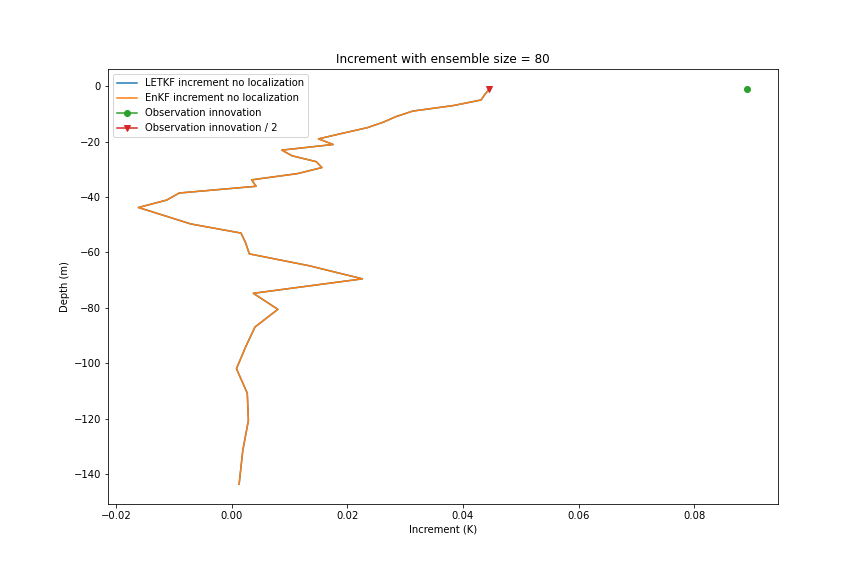 Increment with ensemble size = 80
LETKF increment no localization
EnKF increment no localization
Observation innovation
Observation innovation / 2
0
−20
−40
−60
−80
−100
−120
−140
Depth (m)
−0.02
0.00
0.02
0.04
0.06
0.08
Increment (K)